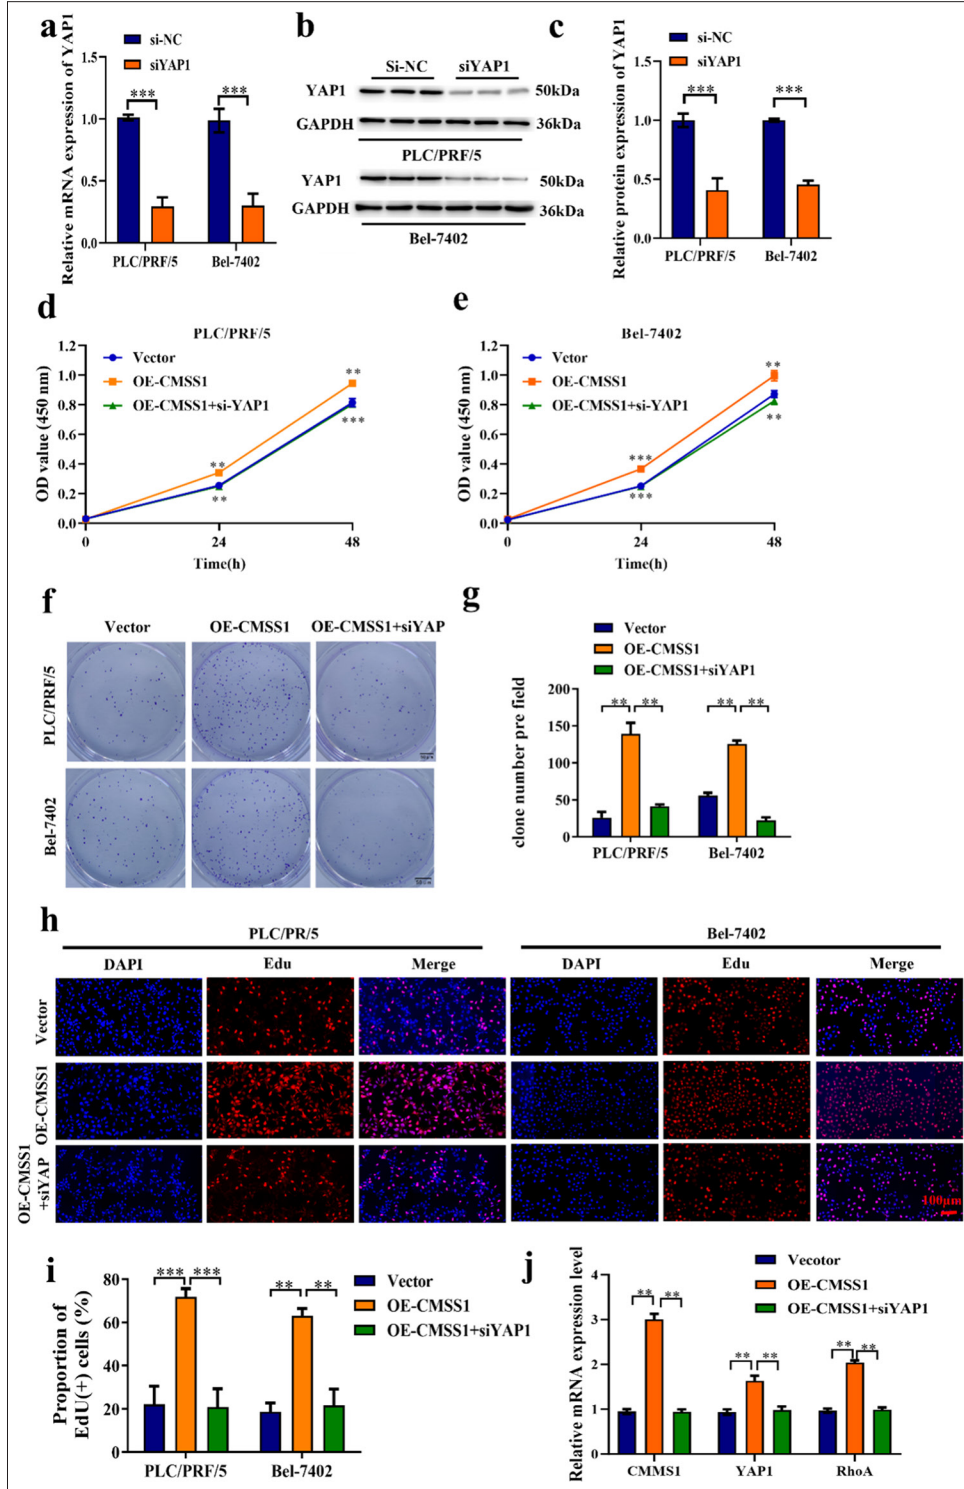 a
si-NC
siYAP1
Relative mRNA expression of YAP1
1.5
1.0
0.5
0.0
***
***
PLC/PRF/5
Bel-7402
b
Si-NC siYAP1
YAP1 50kDa
GAPDH 36kDa
PLC/PRF/5
YAP1 50kDa
GAPDH 36kDa
Bel-7402
c
si-NC
siYAP1
Relative protein expression of YAP1
1.5
1.0
0.5
0.0
***
***
PLC/PRF/5
Bel-7402
d
PLC/PRF/5
Vector
OE-CMSS1
OE-CMSS1+si-YAP1
OD value (450 nm)
1.2
1.0
0.8
0.6
0.4
0.2
0.0
**
**
**
***
0 24 48
Time(h)
e
Bel-7402
Vetor
OE-CMSS1
OE-CMSS1+si-YAP1
OD value (450 nm)
1.2
1.0
0.8
0.6
0.4
0.2
0.0
***
***
**
**
0 24 48
Time(h)
f
Vector OE-CMSS1 OE-CMSS1+siYAP
PLC/PRF/5
Bel-7402
g
Vector
OE-CMSS1
OE-CMSS1+siYAP1
clone number pre field
200
150
100
50
0
** **
** **
PLC/PRF/5 Bel-7402
h
PLC/PR/5 Bel-7402
DAPI Edu Merge DAPI Edu Merge
Vector
OE-CMSS1
OE-CMSS1
+siYAP
100μm
i
Vector
OE-CMSS1
OE-CMSS1+siYAP1
Proportion of
EdU(+) cells (%)
80
60
40
20
0
*** ***
** **
PLC/PRF/5 Bel-7402
j
Vecotor
OE-CMSS1
OE-CMSS1+siYAP1
Relative mRNA expression level
4
3
2
1
0
** **
** **
** **
CMMS1 YAP1 RhoA